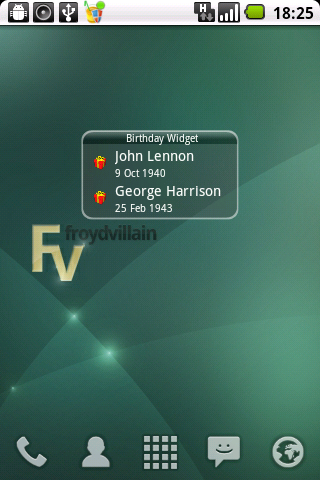 H
18:25
Birthday Widget
John Lennon
9 Oct 1940
George Harrison
25 Feb 1943
Fv froydvillain